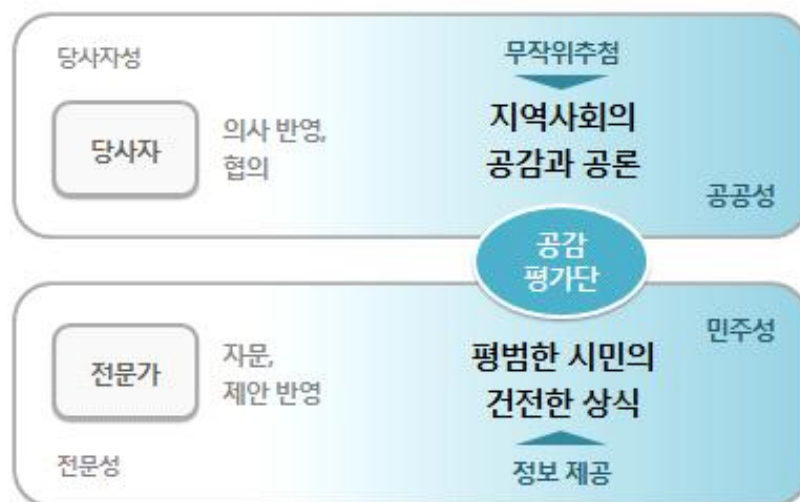 당사자성
당사자
의사 반영,
협의
무작위추첨
지역사회의
공감과 공론
공공성
공감
평가단
전문가
자문,
제안 반영
전문성
민주성
평범한 시민의
건전한 상식
정보 제공